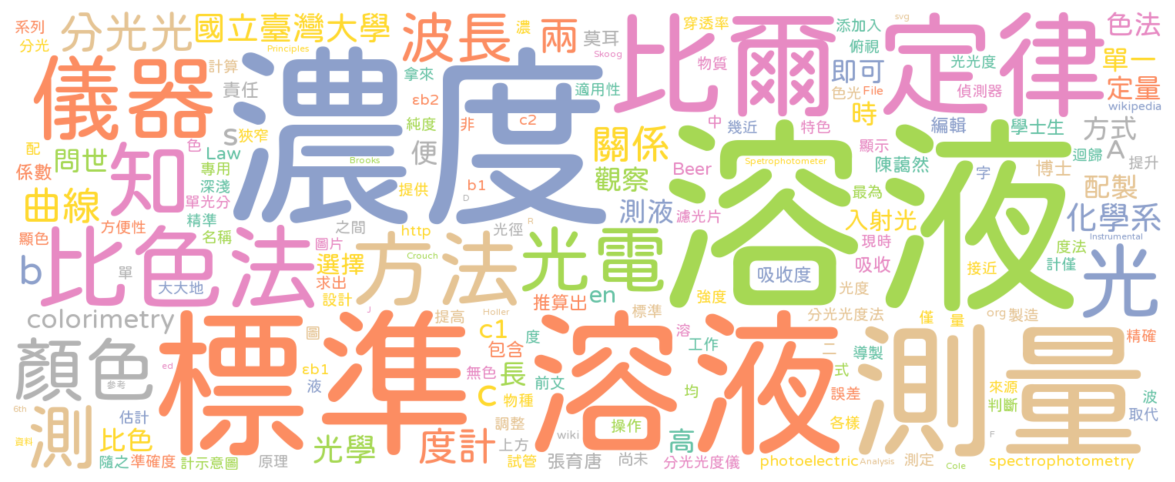 系列
分光
分光光
國立臺灣大學
波長
濃
兩
莫耳
Skoog
Principles
穿透率
物質
svg
添加入
俯視
光光度
色法
單一
儀器
計算
責任
濃度
拿來
適用性
比爾定律
即可
色光
File
偵測器
定量
wikipedia
εb2
c2
純度
非
時
編輯
學士生
方式
配
色
s
狹窄
問世
Law
係數
專用
知
深淺
單光分
提供
便
b1
D
Brooks
關係
觀察
中
幾近
特色
Beer
Spetrophotometer
顯示
陳藹然
字
迴歸
A
提升
博士
最為
配製
曲線
方便性
精準
顯色
名稱
之間
http
光徑
R
測液
濾光片
入射光
化學系
現時
度法
Instrumental
計僅
比色法
圖片
單
b
大大地
選擇
求出
設計
方法
Crouch
光電
溶液
吸收度
吸收
接近
光
推算出
en
強度
光度
colorimetry
圖
提高
J
Holler
c1
度
標準
分光光度法
僅
量
org
製造
顏色
參考
標準溶液
測量
包含
溶
工作
二
導製
精確
ed
εb1
無色
長
前文
均
式
來源
誤差
判斷
波
液
c
物種
取代
6th
測
估計
比色
資料
光學
度計
調整
上方
操作
高
各樣
F
wiki
隨之
準確度
計示意圖
原理
試管
張育唐
尚未
分光光度儀
photoelectric
Analysis
測定
Cole
spectrophotometry